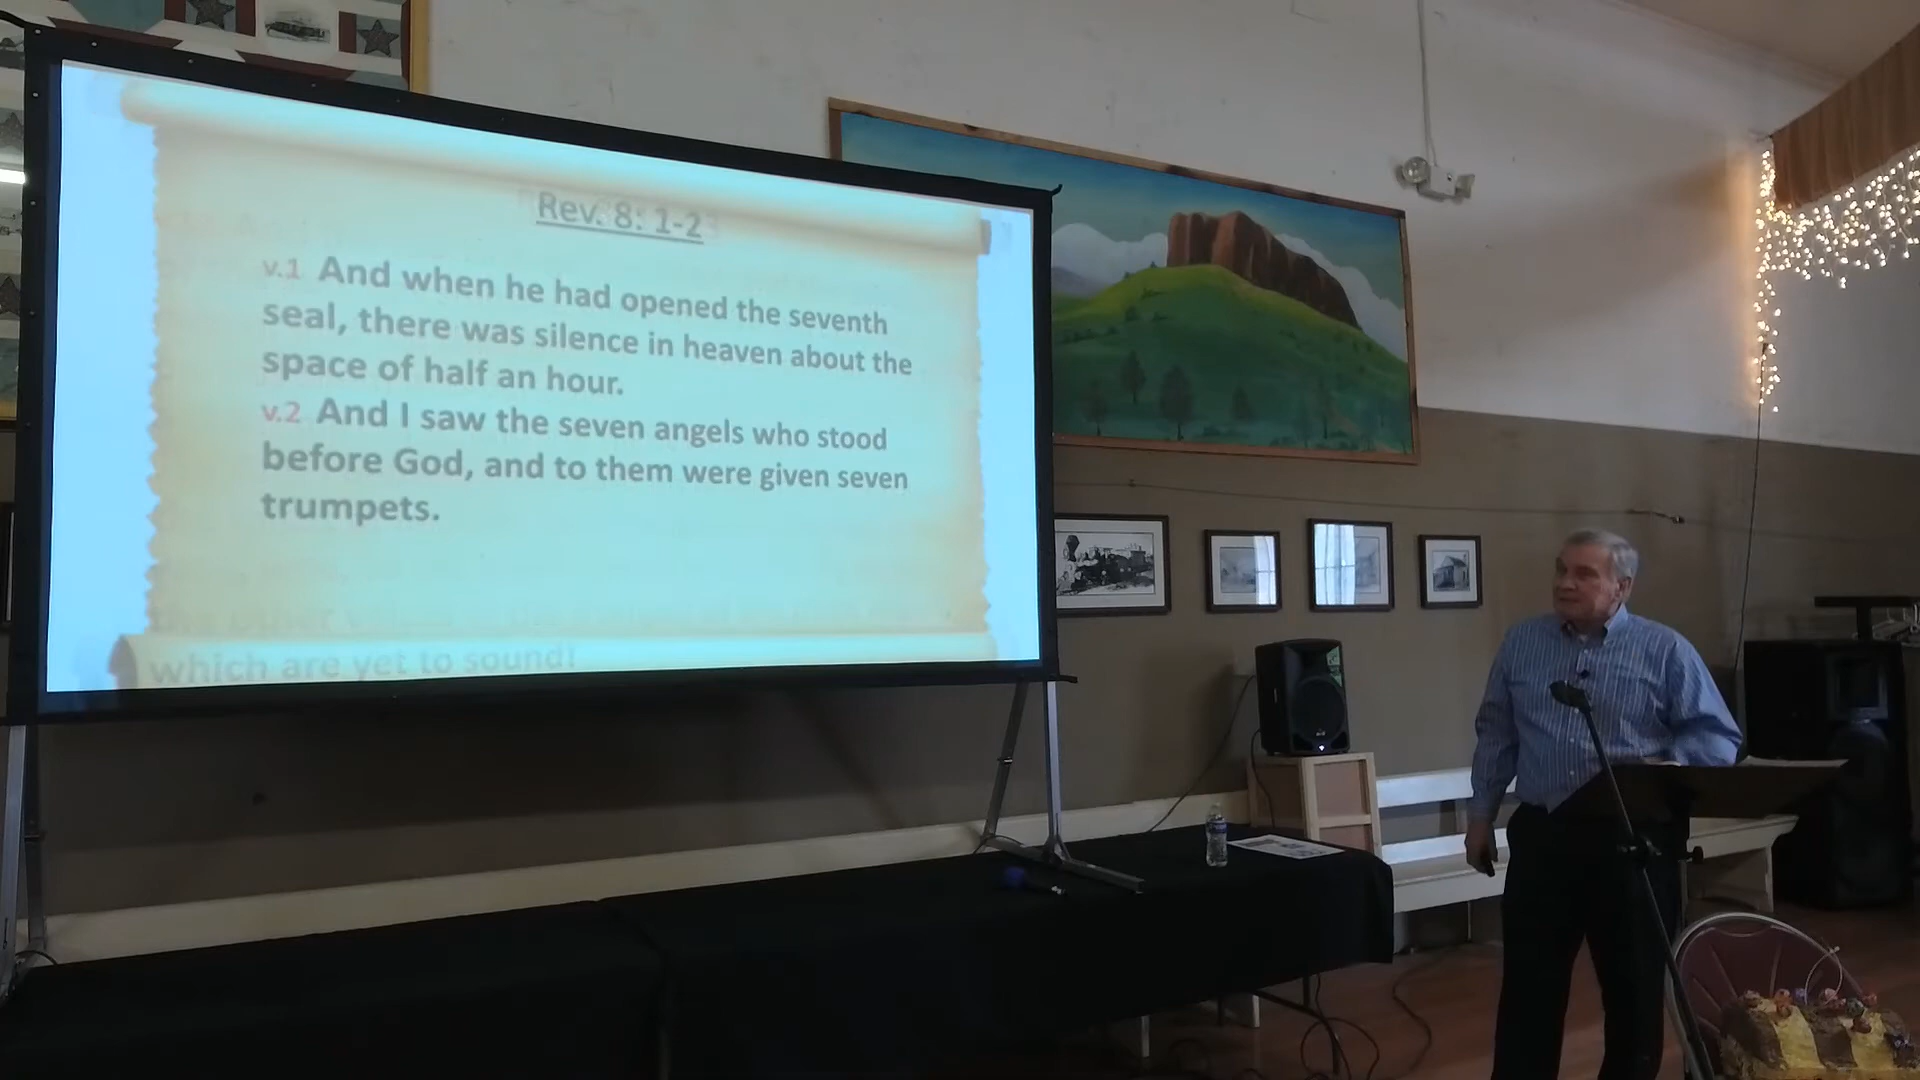 Rev. 8: 1-2
v.1 And when he had opened the seventh
seal, there was silence in heaven about the
space of half an hour.
v.2 And I saw the seven angels who stood
before God, and to them were given seven
trumpets.
which are yet to sound!